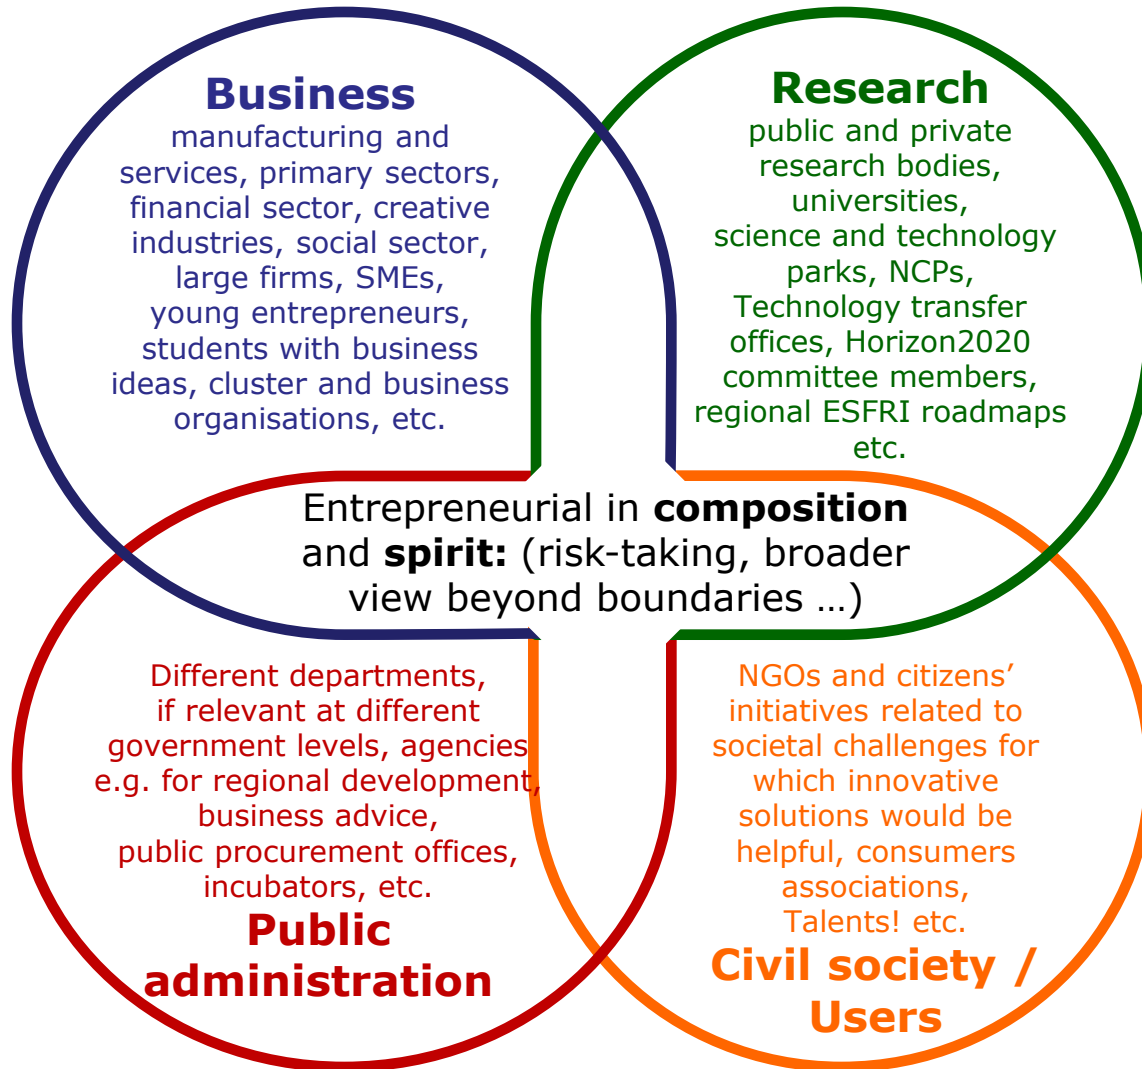 Business
manufacturing and
services, primary sectors,
financial sector, creative
industries, social sector,
large firms, SMEs,
young entrepreneurs,
students with business
ideas, cluster and business
organisations, etc.
Research
public and private
research bodies,
universities,
science and technology
parks, NCPs,
Technology transfer
offices, Horizon2020
committee members,
regional ESFRI roadmaps
etc.
Entrepreneurial in composition
and spirit: (risk-taking, broader
view beyond boundaries …)
Different departments,
if relevant at different
government levels, agencies
e.g. for regional development,
business advice,
public procurement offices,
incubators, etc.
Public
administration
NGOs and citizens’
initiatives related to
societal challenges for
which innovative
solutions would be
helpful, consumers
associations,
Talents! etc.
Civil society /
Users